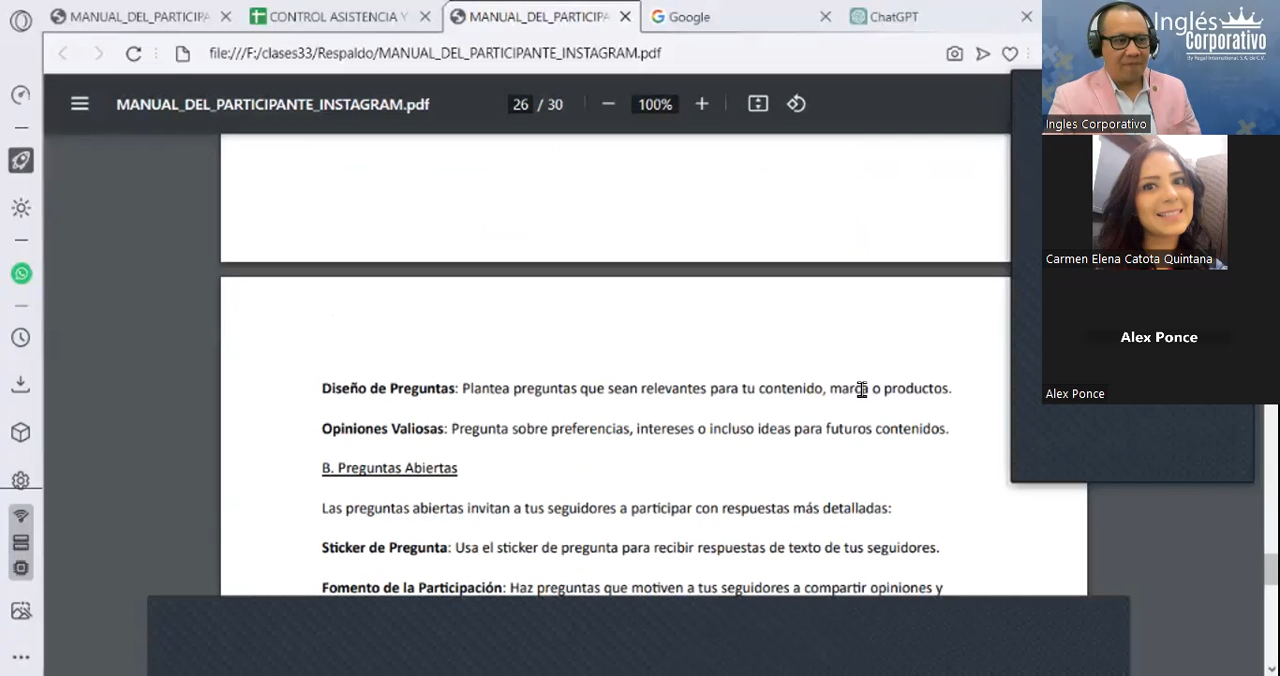 MANUAL_DEL_PARTICIPA
CONTROL ASISTENCIA Y
MANUAL_DEL_PARTICIPA
Google
ChatGPT
file:///F:/clases33/Respaldo/MANUAL_DEL_PARTICIPANTE_INSTAGRAM.pdf
MANUAL_DEL_PARTICIPANTE_INSTAGRAM.pdf
26 / 30
100%
Inglés
Corporativo
By Regal International, S.A. de C.V.
Ingles Corporativo
Carmen Elena Catota Quintana
Alex Ponce
Alex Ponce
Diseño de Preguntas: Plantea preguntas que sean relevantes para tu contenido, marca o productos.
Opiniones Valiosas: Pregunta sobre preferencias, intereses o incluso ideas para futuros contenidos.
B. Preguntas Abiertas
Las preguntas abiertas invitan a tus seguidores a participar con respuestas más detalladas:
Sticker de Pregunta: Usa el sticker de pregunta para recibir respuestas de texto de tus seguidores.
Fomento de la Participación: Haz preguntas que motiven a tus seguidores a compartir opiniones y